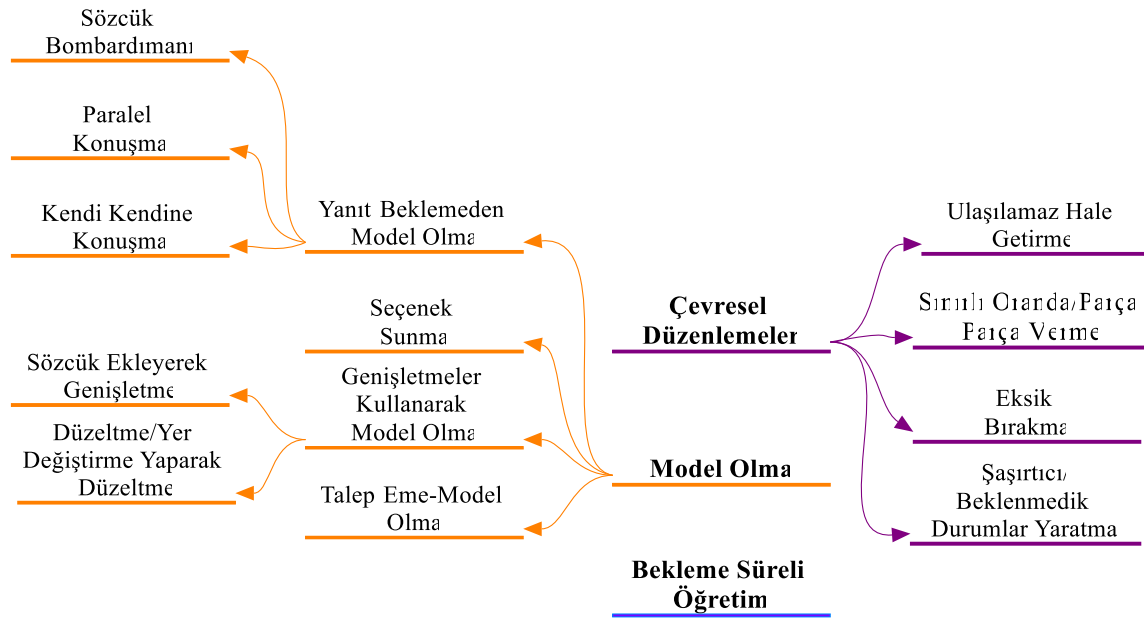 Sözcük
Bombardımanı
Paralel
Konuşma
Kendi Kendine
Konuşma
Yanıt Beklemeden
Model Olma
Seçenek
Sunma
Sözcük Ekleyerek
Genişletme
Genişletmeler
Kullanarak
Model Olma
Düzeltme/Yer
Değiştirme Yaparak
Düzeltme
Talep Eme-Model
Olma
Çevresel
Düzenlemeler
Model Olma
Bekleme Süreli
Öğretim
Ulaşılamaz Hale
Getirme
Sınırlı Oranda/Parça
Parça Verme
Eksik
Bırakma
Şaşırtıcı/
Beklenmedik
Durumlar Yaratma